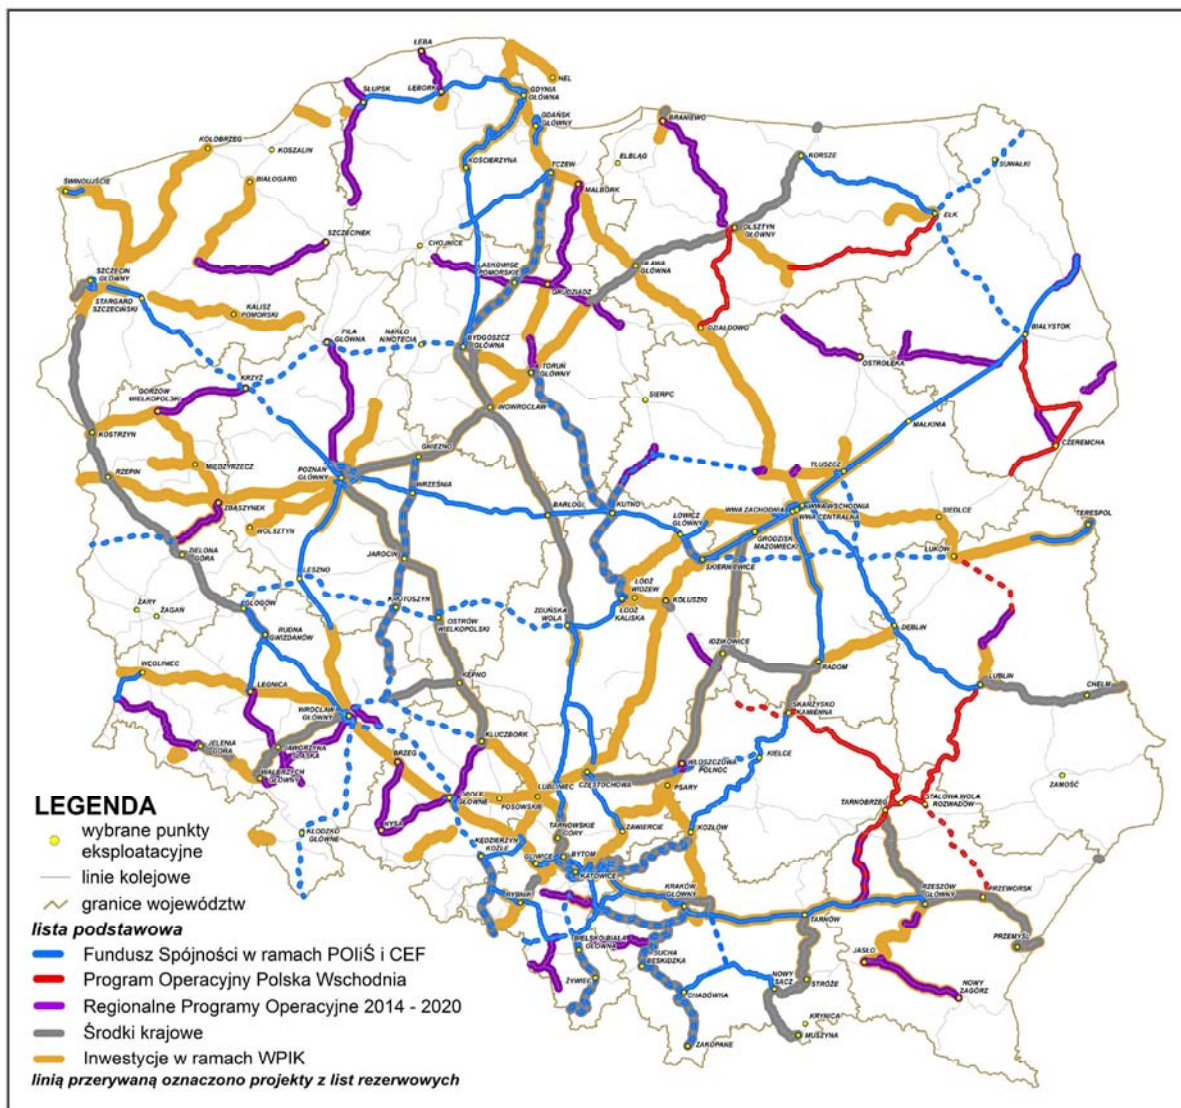 ŁEBA
SŁUPSK
LĘBORK
HEL
GDYNIA
GŁÓWNA
GDAŃSK
GŁÓWNY
BRANIEWO
KOŁOBRZEG
KOSZALIN
ELBLĄG
KORSZE
SUWAŁKI
KOŚCIERZYNA
TCZEW
ŚWINOUJŚCIE
BIAŁOGARD
MALBORK
EŁK
SZCZECINEK
CHOJNICE
OLSZTYN
GŁÓWNY
IŁAWA
GŁÓWNA
SZCZECIN
GŁÓWNY
LASKOWICE
POMORSKIE
GRUDZIĄDZ
STARGARD
SZCZECIŃSKI
KALISZ
POMORSKI
DZIAŁDOWO
BIAŁYSTOK
PIŁA
GŁÓWNA
NAKŁO
N/NOTECIĄ
BYDGOSZCZ
GŁÓWNA
OSTROŁĘKA
TORUŃ
GŁÓWNY
KRZYŻ
GORZÓW
WIELKOPOLSKI
SIERPC
INOWROCŁAW
MAŁKINIA
KOSTRZYN
CZEREMCHA
GNIEZNO
RZEPIN
MIĘDZYRZECZ
POZNAŃ
GŁÓWNY
TŁUSZCZ
WRZEŚNIA
ZBĄSZYNEK
KUTNO
BARŁOGI
WWA WSCHODNIA
WWA ZACHODNIA
WWA CENTRALNA
SIEDLCE
TERESPOL
WOLSZTYN
ŁOWICZ
GŁÓWNY
GRODZISK
MAZOWIECKI
ZIELONA
GÓRA
JAROCIN
SKIERNIEWICE
ŁUKÓW
LESZNO
ŁÓDŹ
WIDZEW
KOLUSZKI
ŻARY
ŻAGAŃ
GŁOGÓW
KROTOSZYN
OSTRÓW
WIELKOPOLSKI
ZDUŃSKA
WOLA
ŁÓDŹ
KALISKA
DĘBLIN
RUDNA
GWIZDANÓW
IDZIKOWICE
RADOM
WĘGLINIEC
LEGNICA
KĘPNO
LUBLIN
CHEŁM
WROCŁAW
GŁÓWNY
SKARŻYSKO
KAMIENNA
JELENIA
GÓRA
JAWORZYNA
ŚLĄSKA
KLUCZBORK
BRZEG
KIELCE
WŁOSZCZOWA
PÓŁNOC
WAŁBRZYCH
GŁÓWNY
CZĘSTOCHOWA
ZAMOŚĆ
LUBLINIEC
PSARY
OPOLE
GŁÓWNE
FOSOWSKIE
STALOWA WOLA
ROZWADÓW
TARNOBRZEG
LEGENDA
wybrane punkty
eksploatacyjne
linie kolejowe
granice województw
lista podstawowa
Fundusz Spójności w ramach POIiŚ i CEF
Program Operacyjny Polska Wschodnia
Regionalne Programy Operacyjne 2014 - 2020
Środki krajowe
Inwestycje w ramach WPIK
linią przerywaną oznaczono projekty z list rezerwowych
KŁODZKO
GŁÓWNE
NYSA
KĘDZIERZYN
KOŹLE
TARNOWSKIE
GÓRY
ZAWIERCIE
KOZŁÓW
GLIWICE
BYTOM
KATOWICE
RYBNIK
KRAKÓW
GŁÓWNY
TARNÓW
RZESZÓW
GŁÓWNY
PRZEWORSK
PRZEMYŚL
BIELSKO-BIAŁA
GŁÓWNA
SUCHA
BESKIDZKA
JASŁO
ŻYWIEC
CHABÓWKA
NOWY
SĄCZ
STRÓŻE
NOWY
ZAGÓRZ
KRYNICA
MUSZYNA
ZAKOPANE